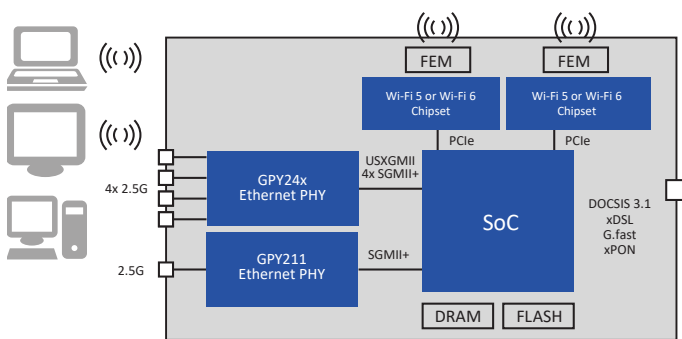 FEM
FEM
Wi-Fi 5 or Wi-Fi 6
Chipset
Wi-Fi 5 or Wi-Fi 6
Chipset
PCIe
PCIe
4x 2.5G
GPY24x
Ethernet PHY
USXGMII
4x SGMII+
SoC
DOCSIS 3.1
xDSL
G.fast
xPON
2.5G
GPY211
Ethernet PHY
SGMII+
DRAM
FLASH